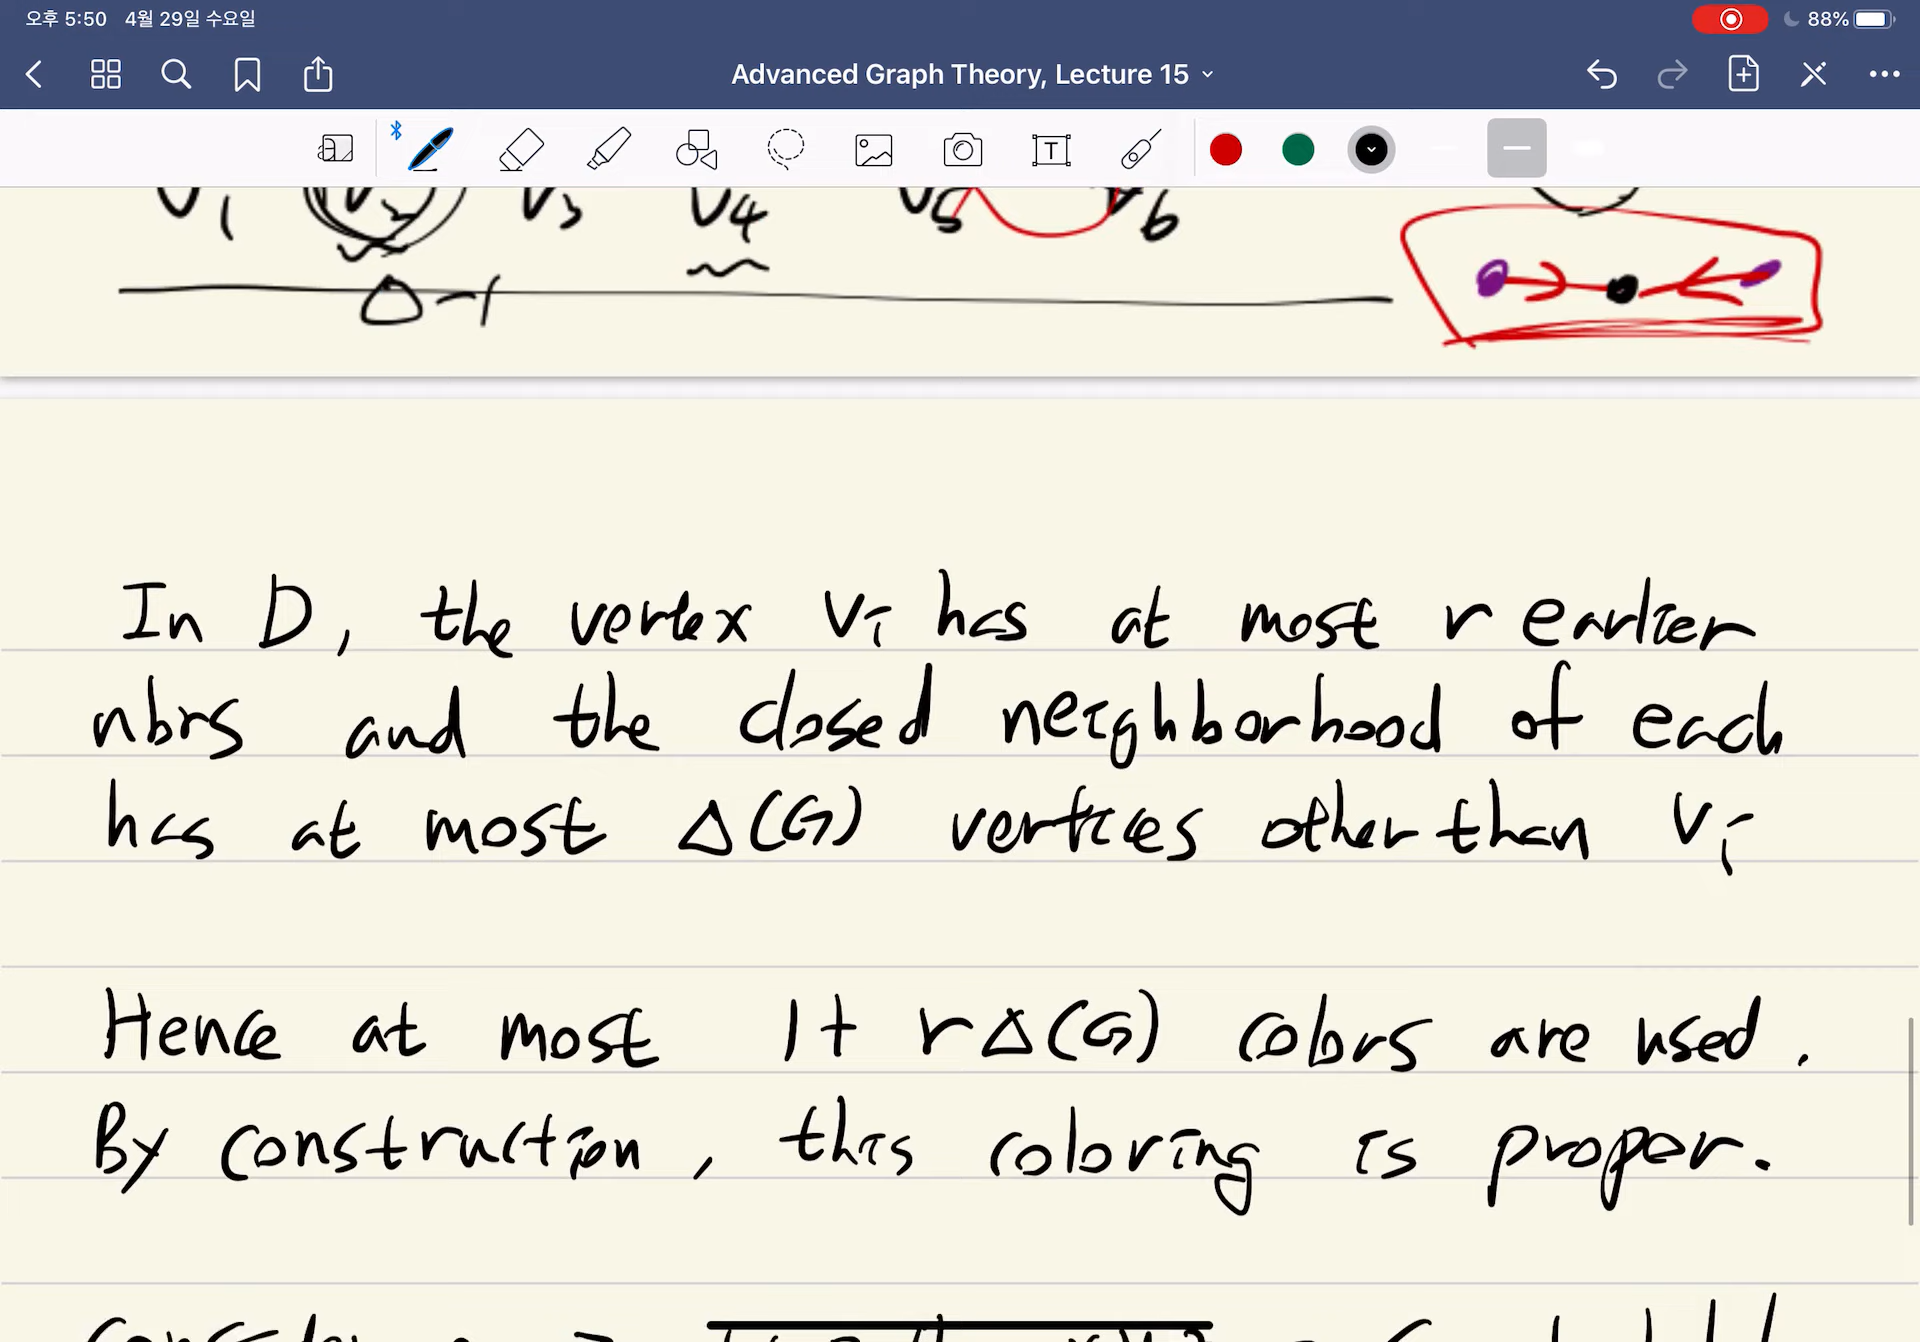 오후 5:50 4월 29일 수요일 88%
Advanced Graph Theory, Lecture 15
T
v1 v2 v3 v4 v5 v6
Δ-1
In D, the vertex vi has at most r earlier
nbrs and the closed neighborhood of each
has at most Δ(G) vertices other than vi
Hence at most 1+ rΔ(G) colors are used.
By construction, this coloring is proper.